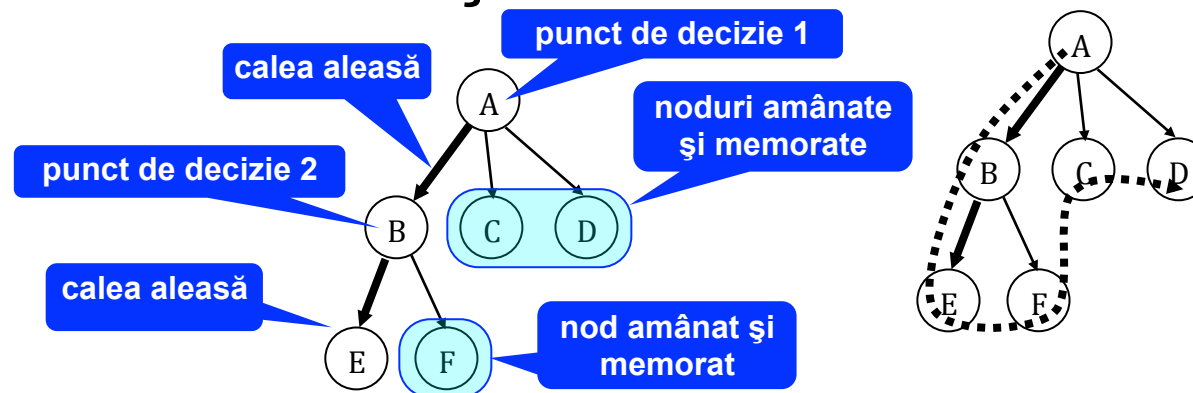 punct de decizie 1
calea aleasă
A
noduri amânate
şi memorate
punct de decizie 2
B
C
D
calea aleasă
E
F
nod amânat şi
memorat
A
B
C
D
E
F